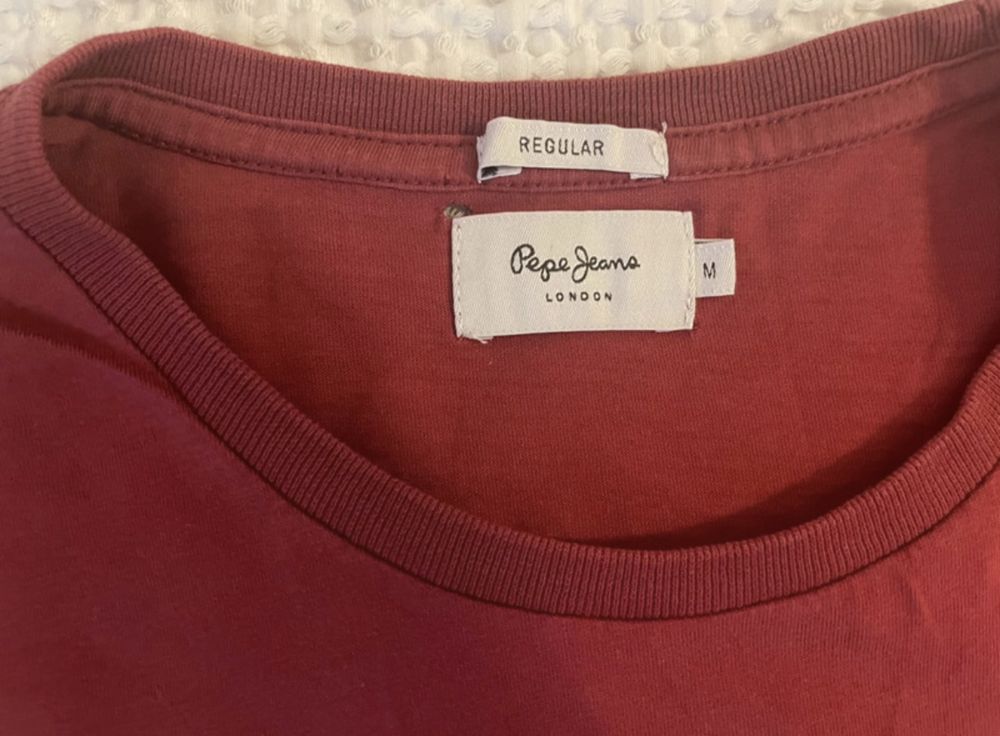 REGULAR
Pepe Jeans
LONDON
M